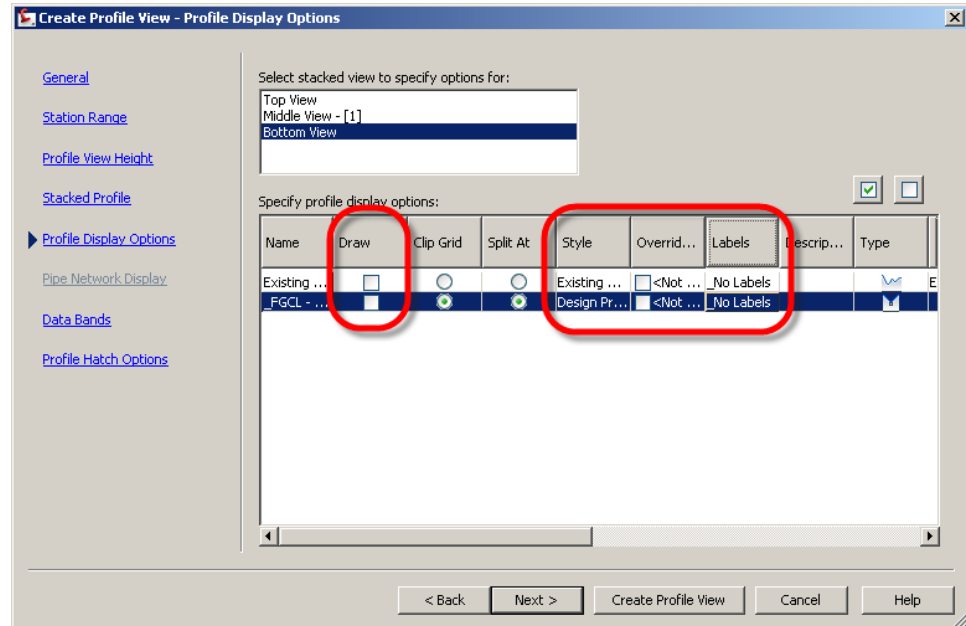 Create Profile View - Profile Display Options
General
Station Range
Profile View Height
Stacked Profile
Profile Display Options
Pipe Network Display
Data Bands
Profile Hatch Options
Select stacked view to specify options for:
Top View
Middle View - [1]
Bottom View
Specify profile display options:
Name Draw Clip Grid Split At Style Overrid... Labels Descrip... Type
Existing ... Existing ... <Not ... _No Labels E
_FGCL - ... Design Pr... <Not ... _No Labels
< Back Next > Create Profile View Cancel Help